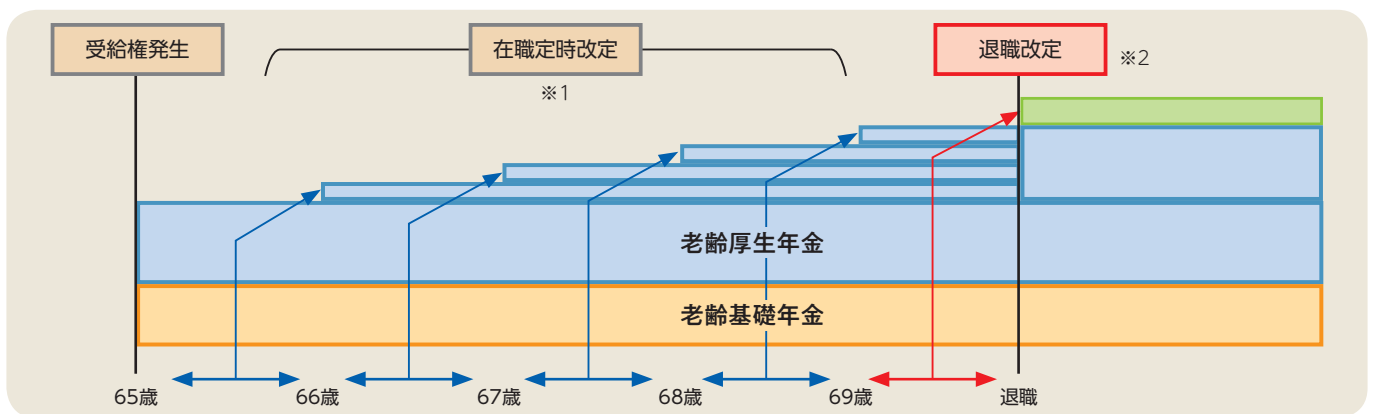 受給権発生
在職定時改定
退職改定
※2
※1
老齢厚生年金
老齢基礎年金
65歳
66歳
67歳
68歳
69歳
退職